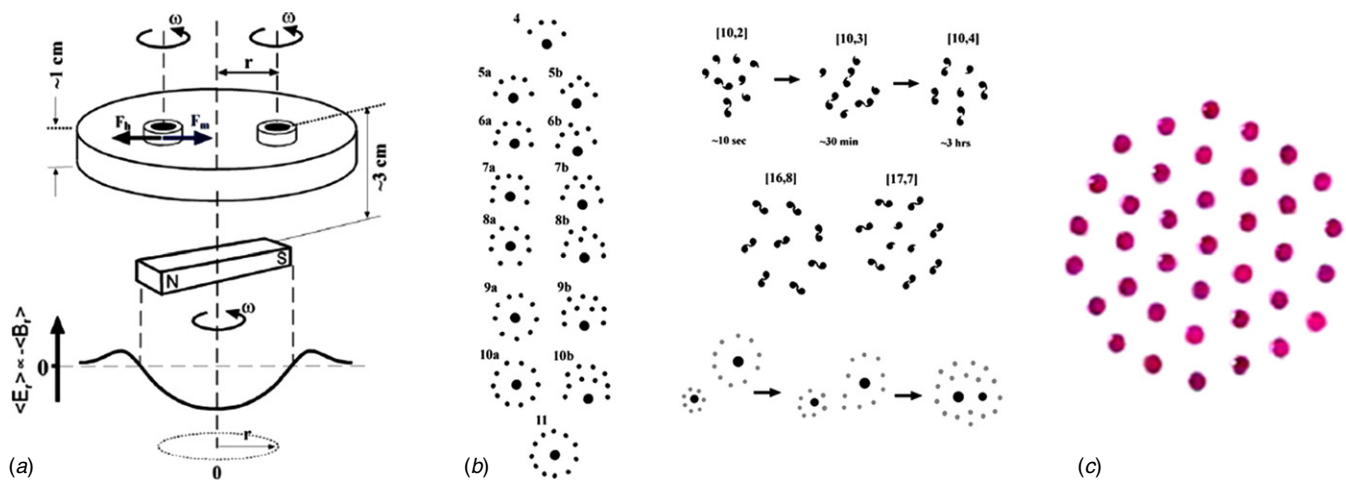 ω ω
r
~1 cm
F_h F_m
~3 cm
N S
ω
<E_r> ∝ -<B_r>
0
r
0
(a)
4
5a 5b
6a 6b
7a 7b
8a 8b
9a 9b
10a 10b
11
(b)
[10,2] [10,3] [10,4]
~10 sec ~30 min ~3 hrs
[16,8] [17,7]
(c)